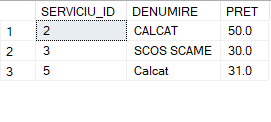 SERVICIU_ID DENUMIRE PRET
1 2 CALCAT 50.0
2 3 SCOS SCAME 30.0
3 5 Calcat 31.0